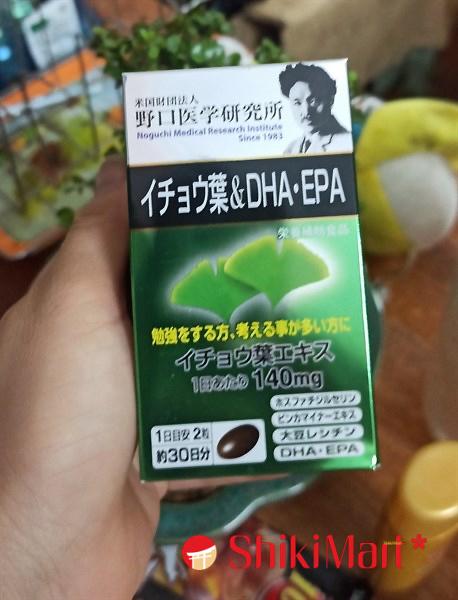 米国財団法人
野口医学研究所
Noguchi Medical Research Institute
Since 1983
イチョウ葉&DHA・EPA
栄養補助食品
勉強をする方、考える事が多い方に
イチョウ葉エキス
1日あたり 140mg
ホスファチジルセリン
ビンカマイナーエキス
大豆レシチン
DHA・EPA
1日目安 2粒
約30日分
ShikiMart*